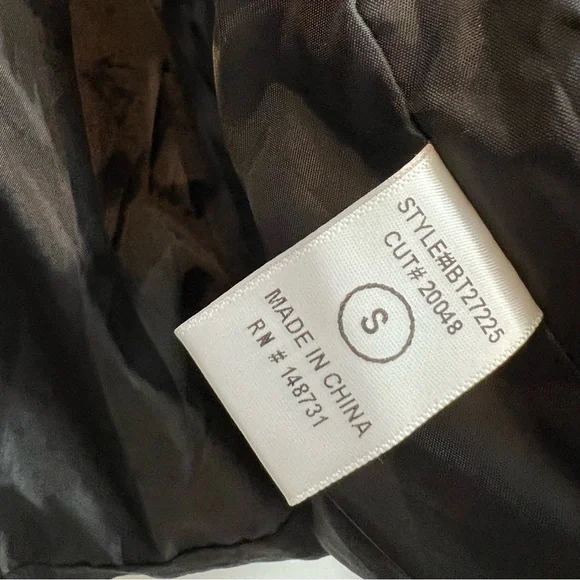 STYLE#BT27225
CUT# 20048
S
MADE IN CHINA
RN # 148731